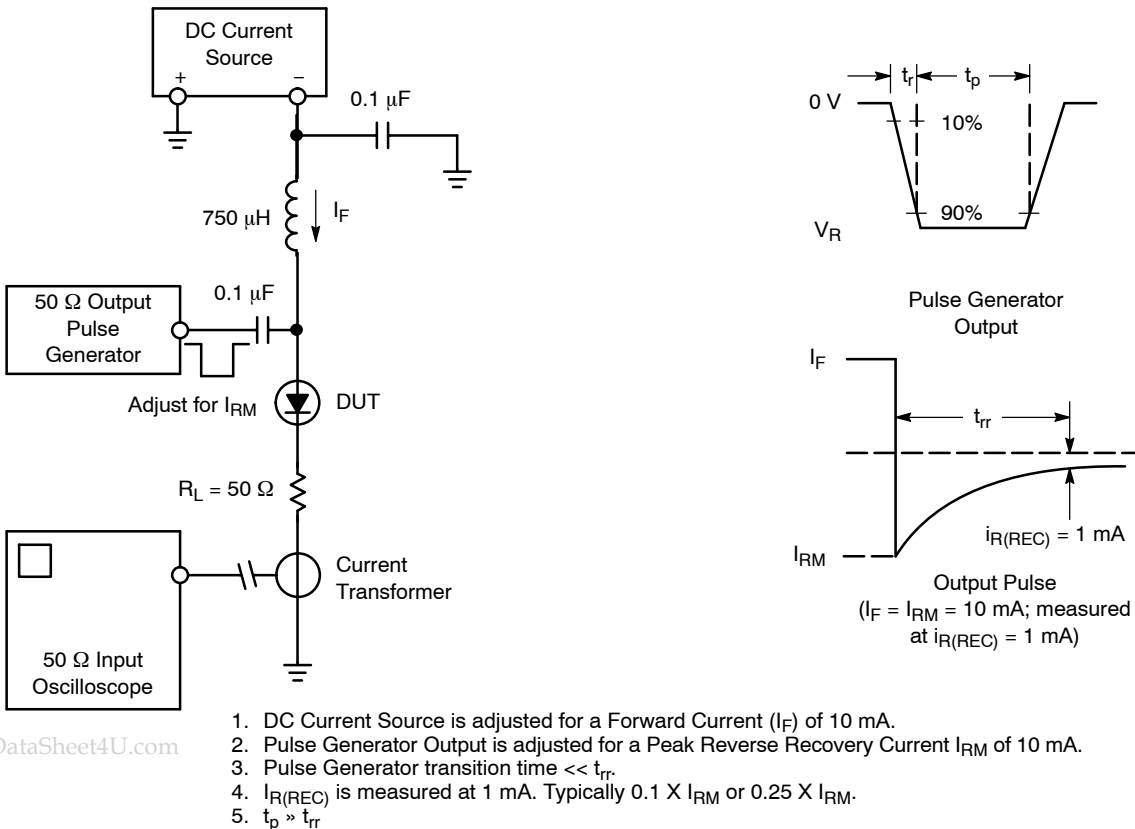 DC Current
Source
+ −
0.1 μF
750 μH
I_F
50 Ω Output
Pulse
Generator
0.1 μF
Adjust for I_RM
DUT
R_L = 50 Ω
Current
Transformer
50 Ω Input
Oscilloscope
t_r t_p
0 V
10%
90%
V_R
Pulse Generator
Output
I_F
t_rr
i_R(REC) = 1 mA
I_RM
Output Pulse
(I_F = I_RM = 10 mA; measured
at i_R(REC) = 1 mA)
1. DC Current Source is adjusted for a Forward Current (I_F) of 10 mA.
2. Pulse Generator Output is adjusted for a Peak Reverse Recovery Current I_RM of 10 mA.
3. Pulse Generator transition time << t_rr.
4. I_R(REC) is measured at 1 mA. Typically 0.1 X I_RM or 0.25 X I_RM.
5. t_p » t_rr
DataSheet4U.com